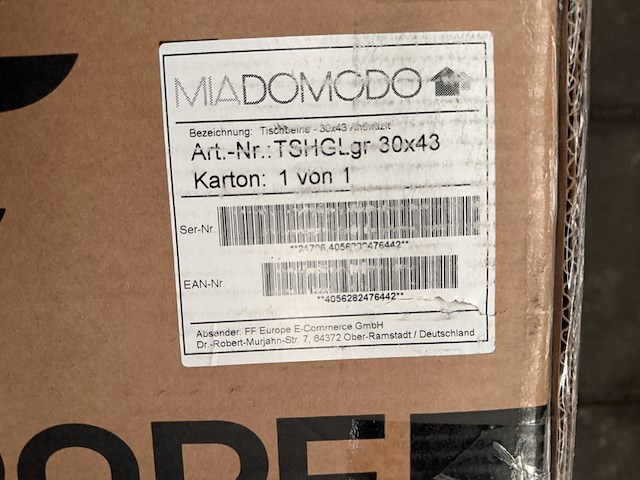 MIADOMODO
Bezeichnung: Tischbeine - 30x43 Anthrazit
Art.-Nr.:TSHGLgr 30x43
Karton: 1 von 1
Ser-Nr.
EAN-Nr.
**4056282476442**
Absender: FF Europe E-Commerce GmbH
Dr.-Robert-Murjahn-Str. 7, 64372 Ober-Ramstadt / Deutschland
OPE